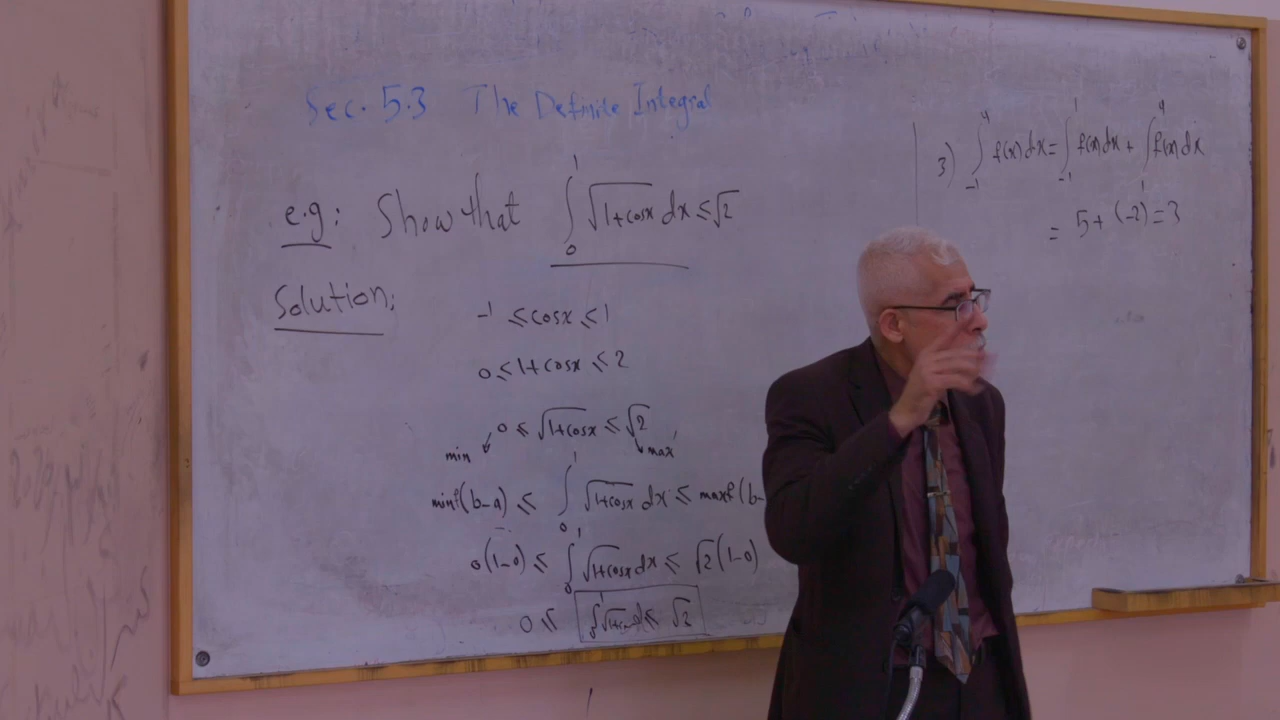 Sec. 5.3 The Definite Integral
e.g: Show that ∫₀¹ √(1+cosx) dx ≤ √2
Solution:
-1 ≤ cosx ≤ 1
0 ≤ 1+cosx ≤ 2
0 ≤ √(1+cosx) ≤ √2
min max
minf(b-a) ≤ ∫₀¹ √(1+cosx) dx ≤ maxf(b-
0(1-0) ≤ ∫₀¹ √(1+cosx) dx ≤ √2(1-0)
0 ≤ ∫₀¹ √(1+cosx) dx ≤ √2
3) ∫₋₁⁴ f(x)dx = ∫₋₁¹ f(x)dx + ∫₁⁴ f(x)dx
= 5+(-2)=3